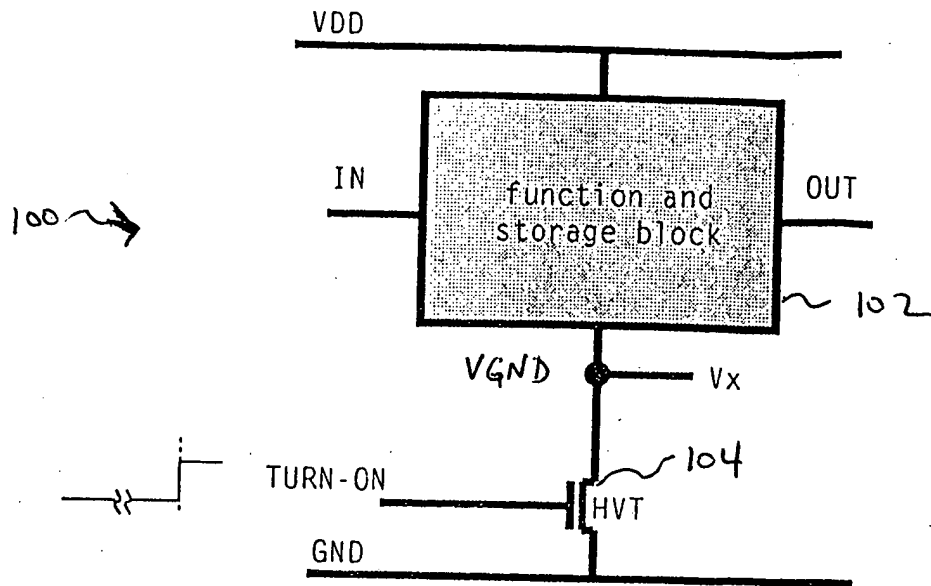 VDD
IN
function and
storage block
OUT
100
102
VGND
Vx
TURN-ON
104
HVT
GND